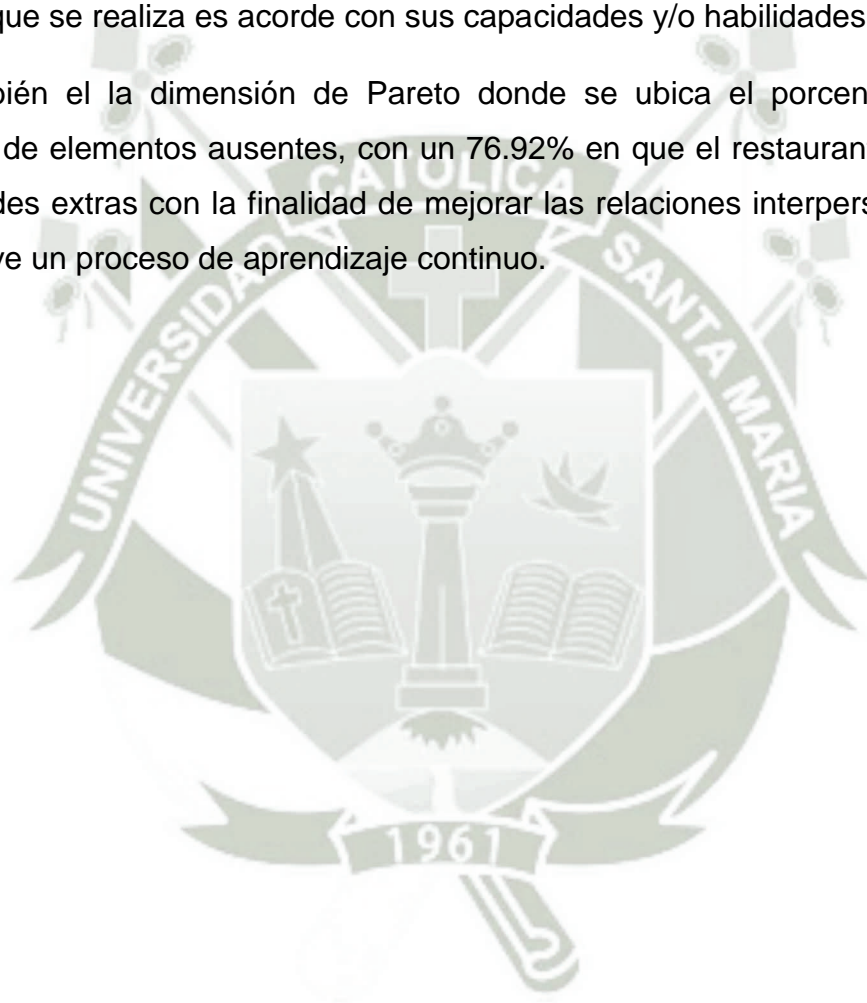 que se realiza es acorde con sus capacidades y/o habilidades
bién el la dimensión de Pareto donde se ubica el porcen
de elementos ausentes, con un 76.92% en que el restauran
des extras con la finalidad de mejorar las relaciones interpers
ve un proceso de aprendizaje continuo.
UNIVERSIDAD CATOLICA SANTA MARIA
1961